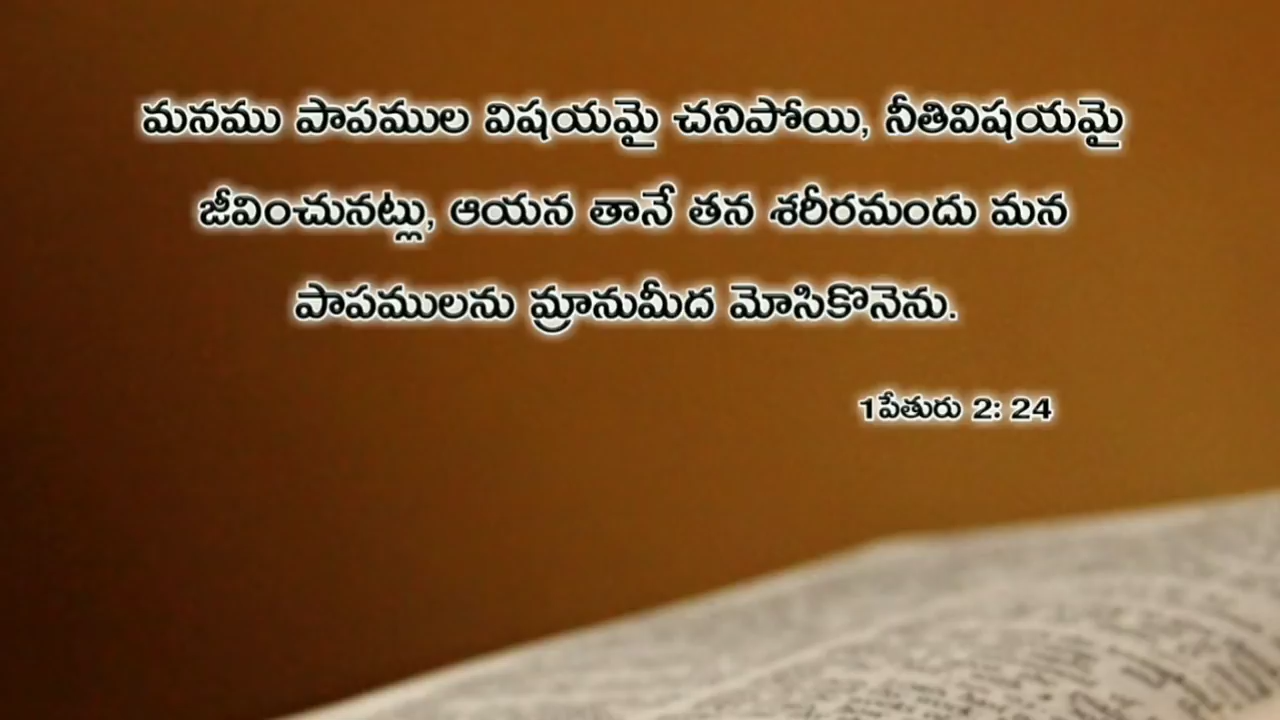 మనము పాపముల విషయమై చనిపోయి, నీతివిషయమై
జీవించునట్లు, ఆయన తానే తన శరీరమందు మన
పాపములను మ్రానుమీద మోసికొనెను.
1పేతురు 2: 24